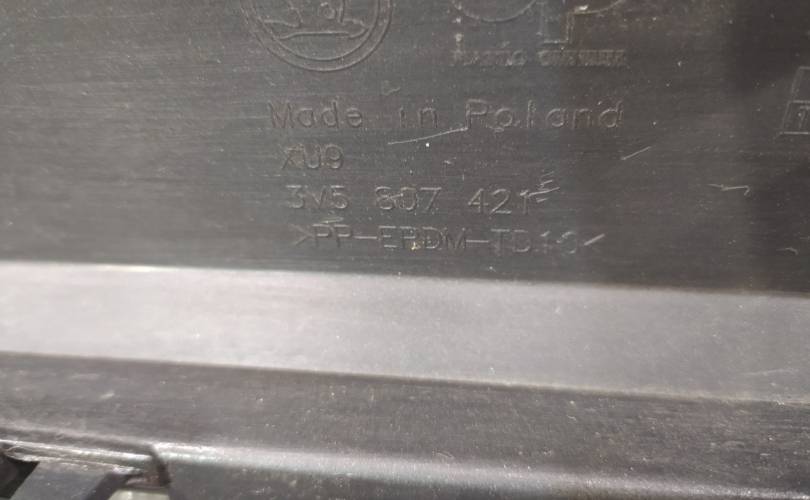 Made in Poland
XU9
3V5 807 421
>PP-EPDM-TD10<